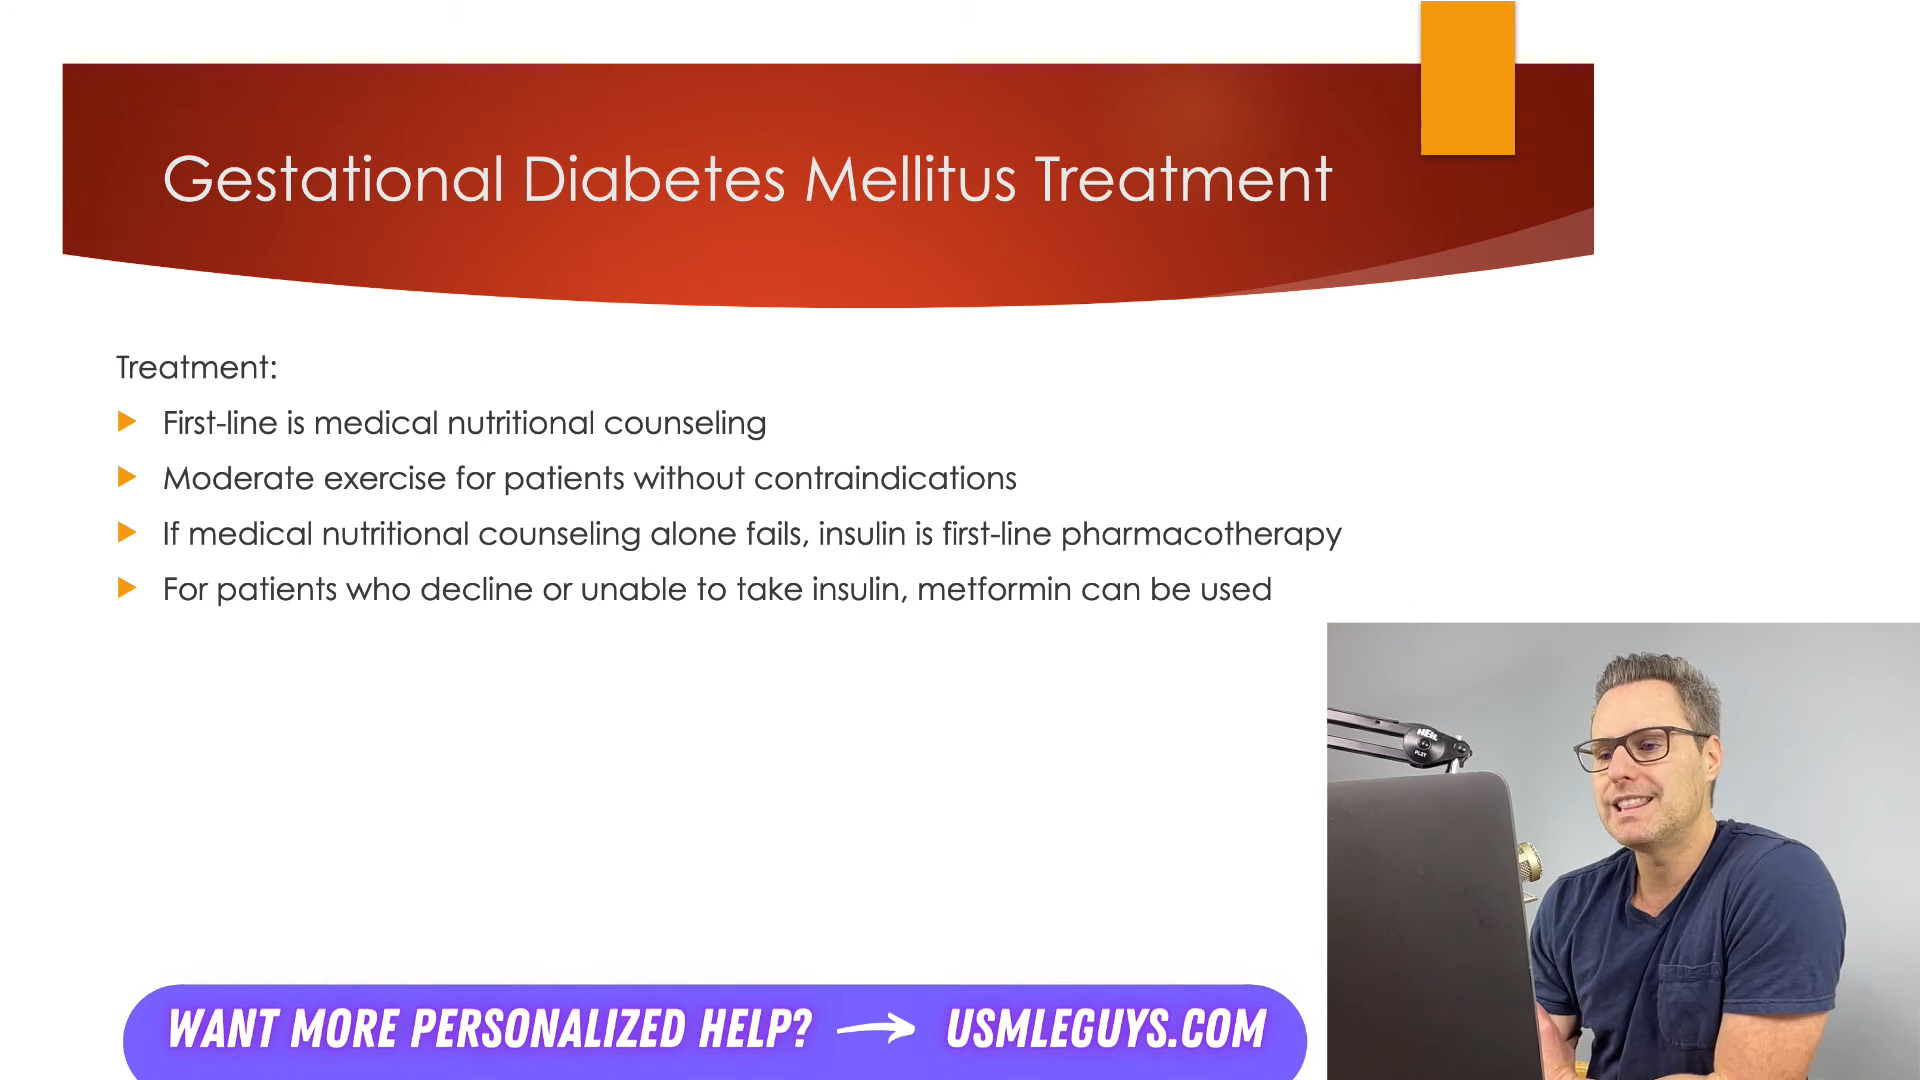 Gestational Diabetes Mellitus Treatment
Treatment:
First-line is medical nutritional counseling
Moderate exercise for patients without contraindications
If medical nutritional counseling alone fails, insulin is first-line pharmacotherapy
For patients who decline or unable to take insulin, metformin can be used
HEIL
PL2T
WANT MORE PERSONALIZED HELP? → USMLEGUYS.COM